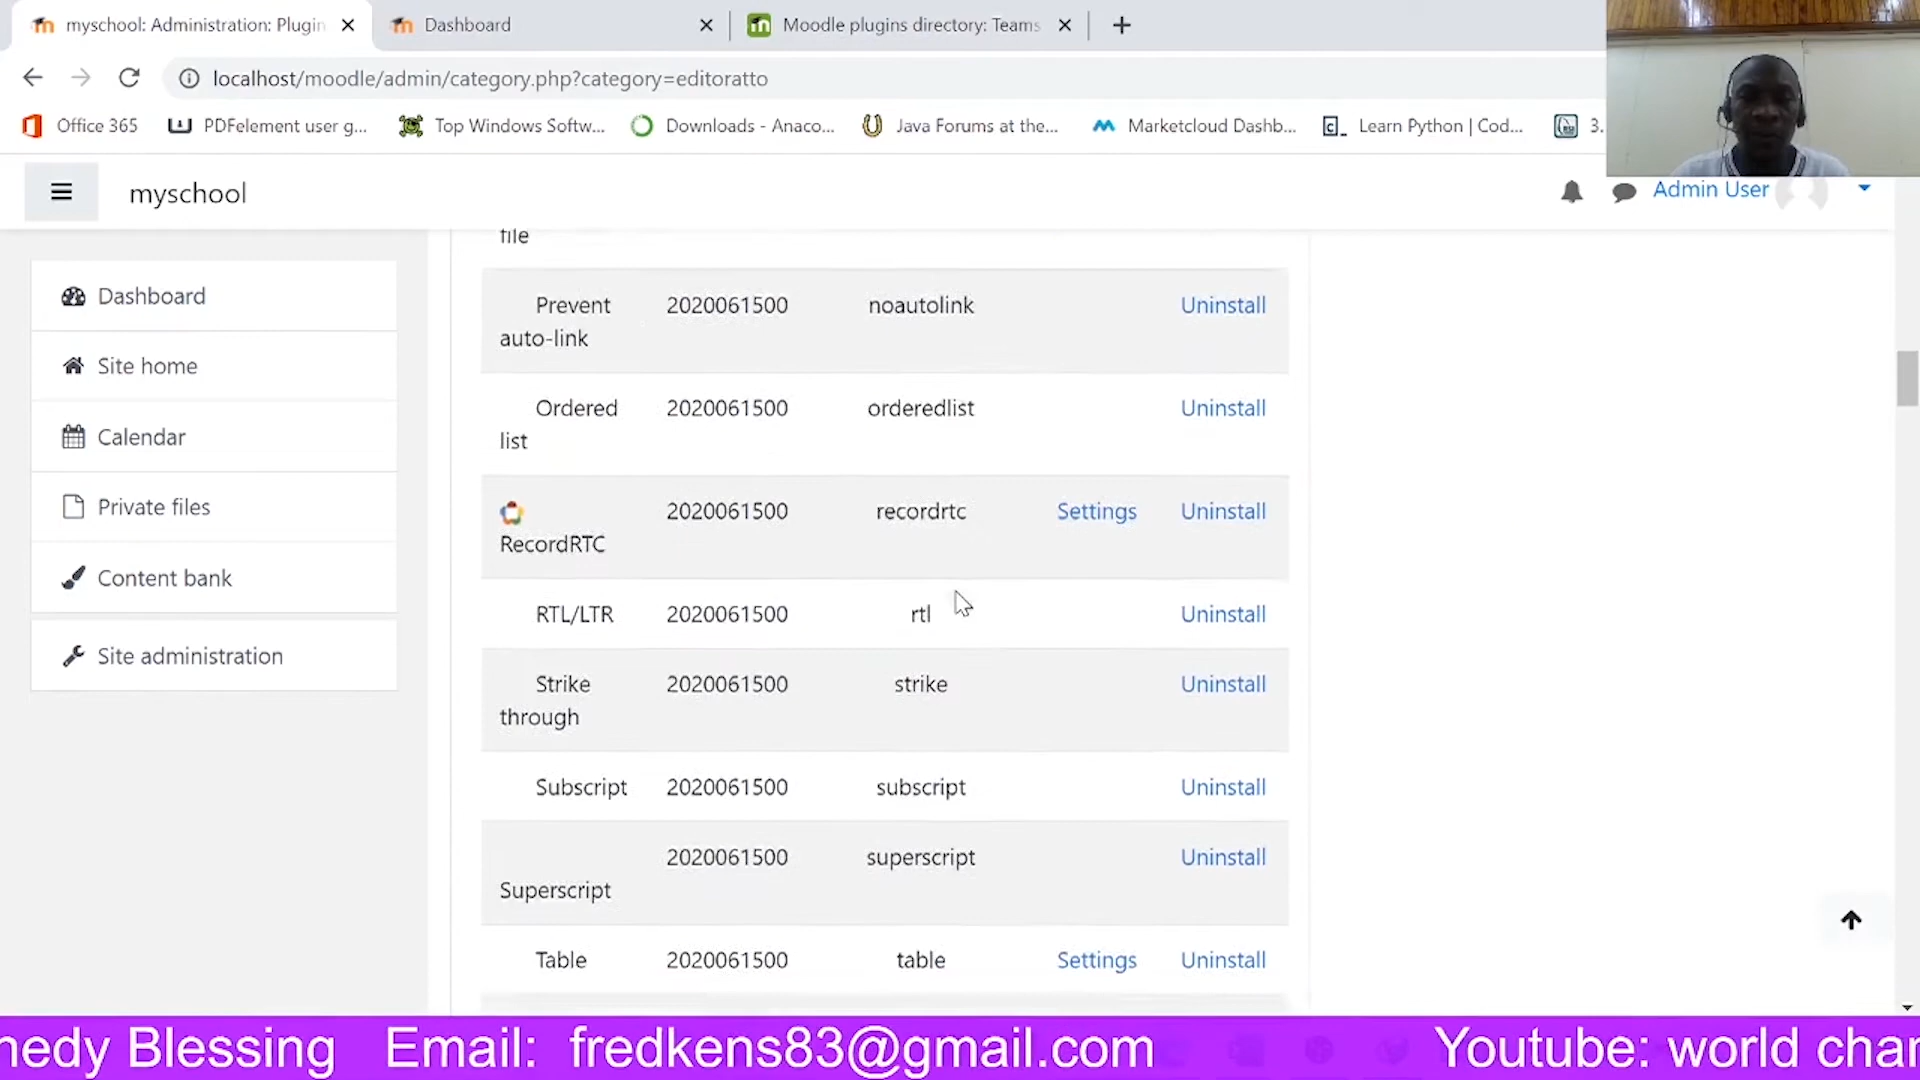 myschool: Administration: Plugin
Dashboard
Moodle plugins directory: Teams
localhost/moodle/admin/category.php?category=editoratto
Office 365
PDFelement user g...
Top Windows Softw...
Downloads - Anaco...
Java Forums at the...
Marketcloud Dashb...
Learn Python | Cod...
3.
myschool
Admin User
Dashboard
Site home
Calendar
Private files
Content bank
Site administration
file
Prevent auto-link 2020061500 noautolink Uninstall
Ordered list 2020061500 orderedlist Uninstall
RecordRTC 2020061500 recordrtc Settings Uninstall
RTL/LTR 2020061500 rtl Uninstall
Strike through 2020061500 strike Uninstall
Subscript 2020061500 subscript Uninstall
Superscript 2020061500 superscript Uninstall
Table 2020061500 table Settings Uninstall
nedy Blessing Email: fredkens83@gmail.com Youtube: world char